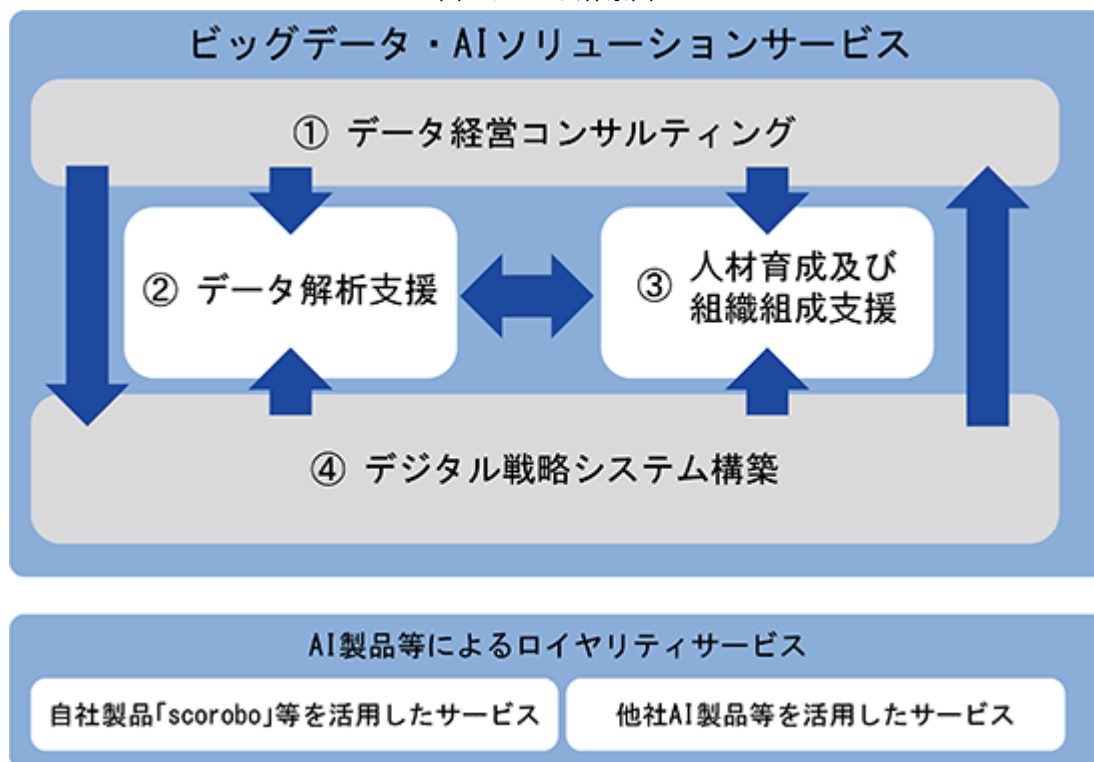 ビッグデータ・AIソリューションサービス
① データ経営コンサルティング
② データ解析支援
③ 人材育成及び
組織組成支援
④ デジタル戦略システム構築
AI製品等によるロイヤリティサービス
自社製品｢scorobo｣等を活用したサービス
他社AI製品等を活用したサービス